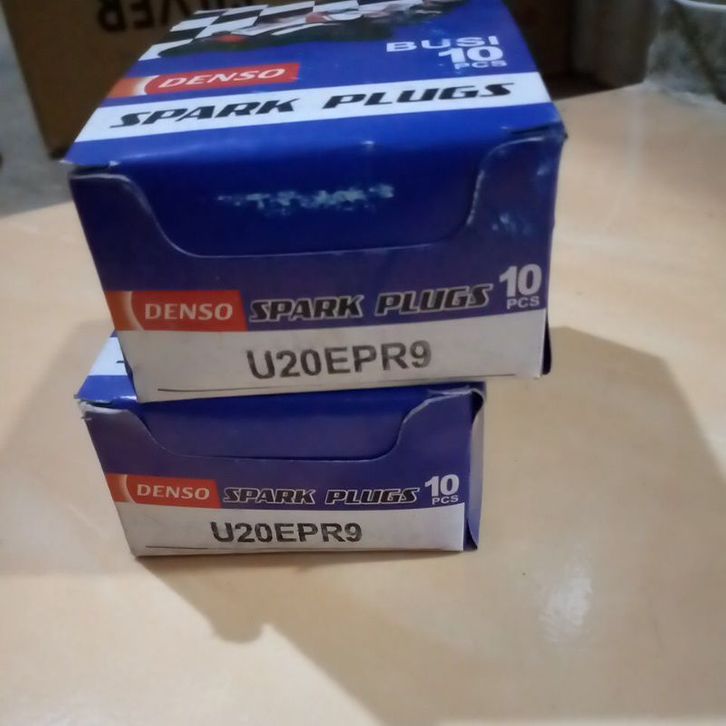 BUSI
10
PCS
DENSO
SPARK PLUGS
DENSO SPARK PLUGS 10
PCS
U20EPR9
DENSO SPARK PLUGS 10
PCS
U20EPR9